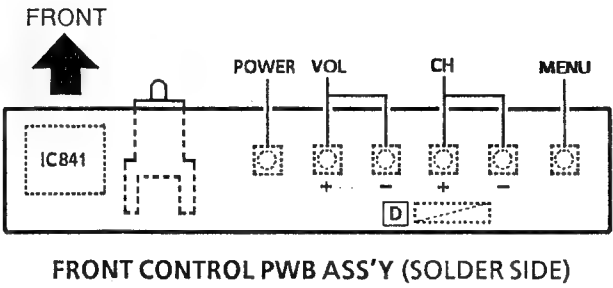 FRONT
POWER VOL CH MENU
IC841
+ − + −
D
FRONT CONTROL PWB ASS'Y (SOLDER SIDE)